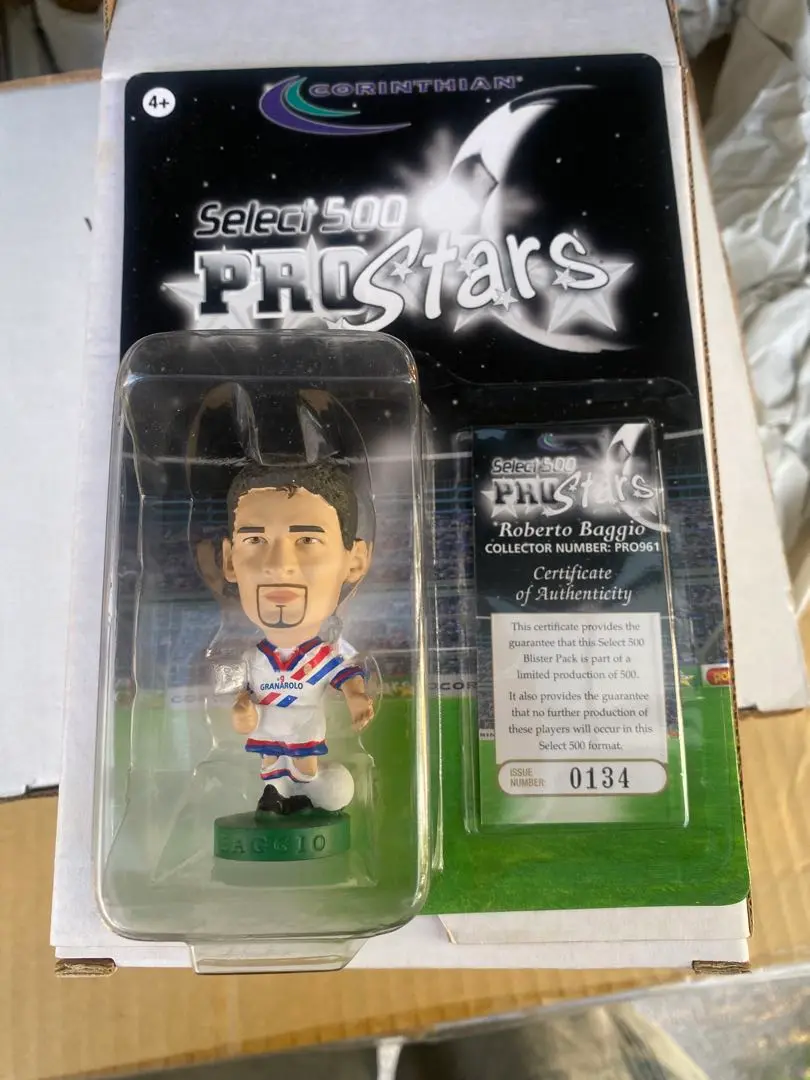 4+
CORINTHIAN
Select 500
PROStars
GRANAROLO
AGGIO
Select 500
PROStars
Roberto Baggio
COLLECTOR NUMBER: PRO961
Certificate
of Authenticity
This certificate provides the
guarantee that this Select 500
Blister Pack is part of a
limited production of 500.
It also provides the guarantee
that no further production of
these players will occur in this
Select 500 format.
ISSUE
NUMBER: 0134